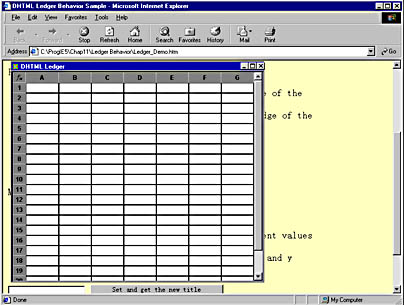 DHTML Ledger Behavior Sample - Microsoft Internet Explorer
File Edit View Favorites Tools Help
Back Forward Stop Refresh Home Search Favorites History Mail Print
Address C:\ProgIE5\Chap11\Ledger Behavior\Ledger_Demo.htm Go
DHTML Ledger
fx A B C D E F G
1
2
e of the
3
4
dge of the
5
6
7
8
9
10
11
12
13
14
15
16
ent values
17
18
and y
19
Set and get the new title
Done My Computer